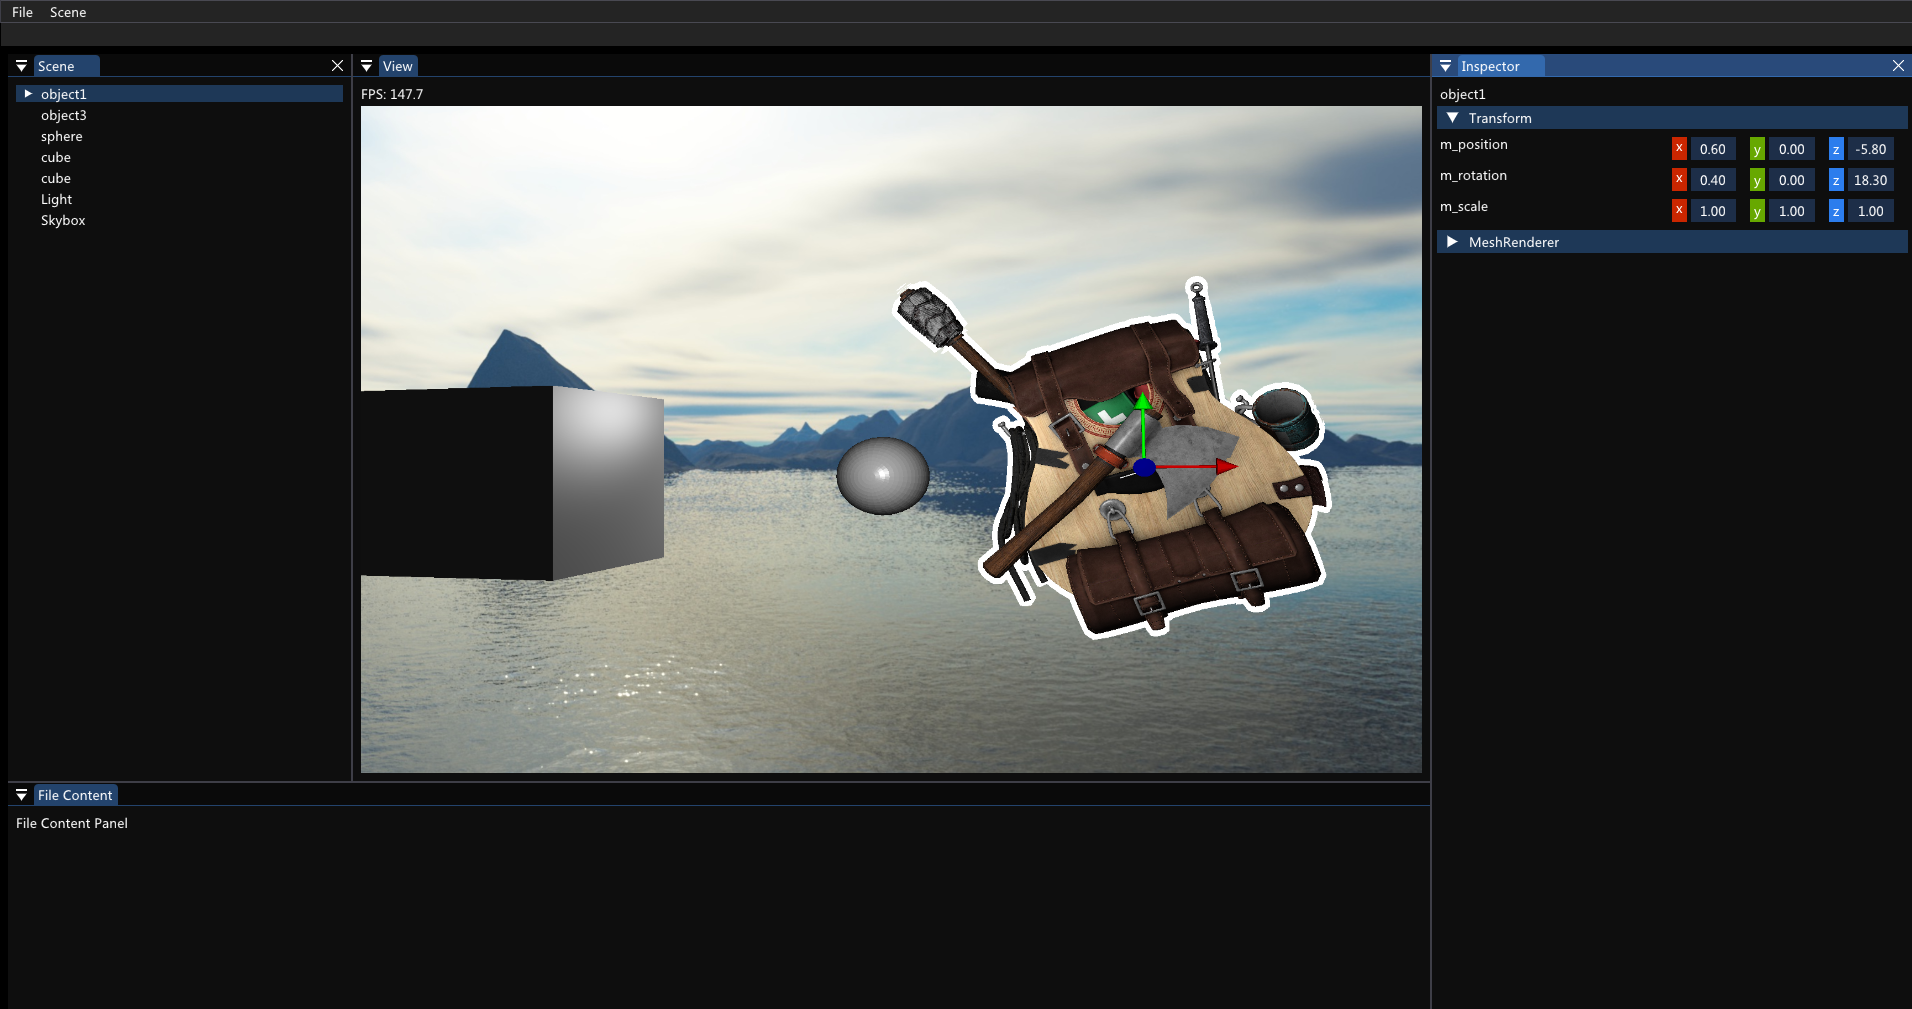 File Scene
Scene
object1
object3
sphere
cube
cube
Light
Skybox
View
FPS: 147.7
Inspector
object1
Transform
m_position x 0.60 y 0.00 z -5.80
m_rotation x 0.40 y 0.00 z 18.30
m_scale x 1.00 y 1.00 z 1.00
MeshRenderer
File Content
File Content Panel